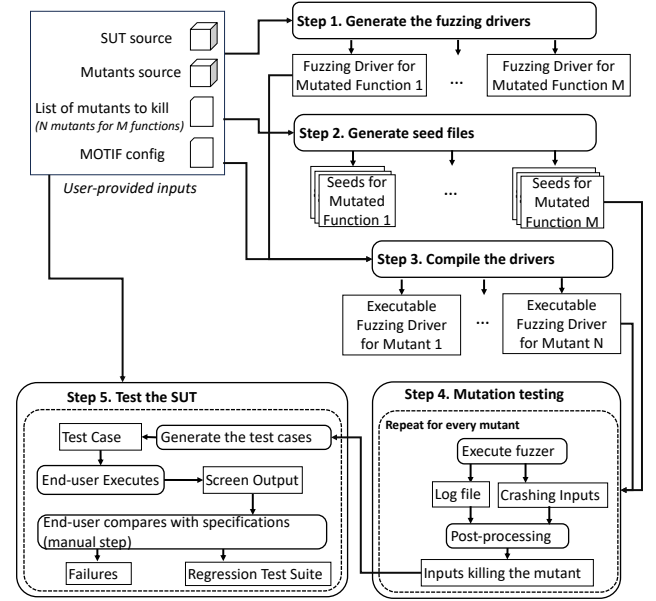 SUT source
Mutants source
List of mutants to kill
(N mutants for M functions)
MOTIF config
User-provided inputs
Step 1. Generate the fuzzing drivers
Fuzzing Driver for
Mutated Function 1
...
Fuzzing Driver for
Mutated Function M
Step 2. Generate seed files
Seeds for
Mutated
Function 1
...
Seeds for
Mutated
Function M
Step 3. Compile the drivers
Executable
Fuzzing Driver
for Mutant 1
...
Executable
Fuzzing Driver
for Mutant N
Step 4. Mutation testing
Repeat for every mutant
Execute fuzzer
Log file
Crashing Inputs
Post-processing
Inputs killing the mutant
Step 5. Test the SUT
Generate the test cases
Test Case
End-user Executes
Screen Output
End-user compares with specifications
(manual step)
Failures
Regression Test Suite